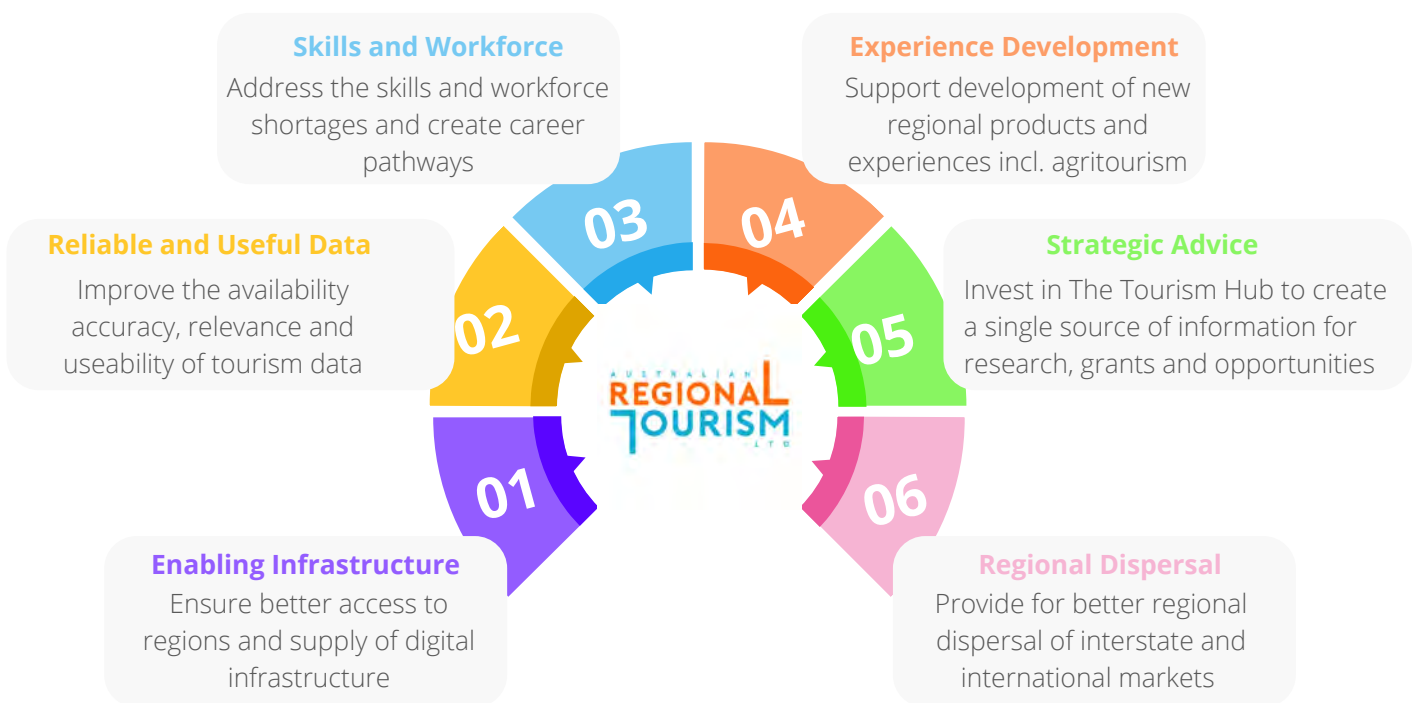 Skills and Workforce
Address the skills and workforce
shortages and create career
pathways
Experience Development
Support development of new
regional products and
experiences incl. agritourism
03
04
Reliable and Useful Data
Improve the availability
accuracy, relevance and
useability of tourism data
02
Strategic Advice
Invest in The Tourism Hub to create
a single source of information for
research, grants and opportunities
05
AUSTRALIAN
REGIONAL
TOURISM
LTD
01
06
Enabling Infrastructure
Ensure better access to
regions and supply of digital
infrastructure
Regional Dispersal
Provide for better regional
dispersal of interstate and
international markets